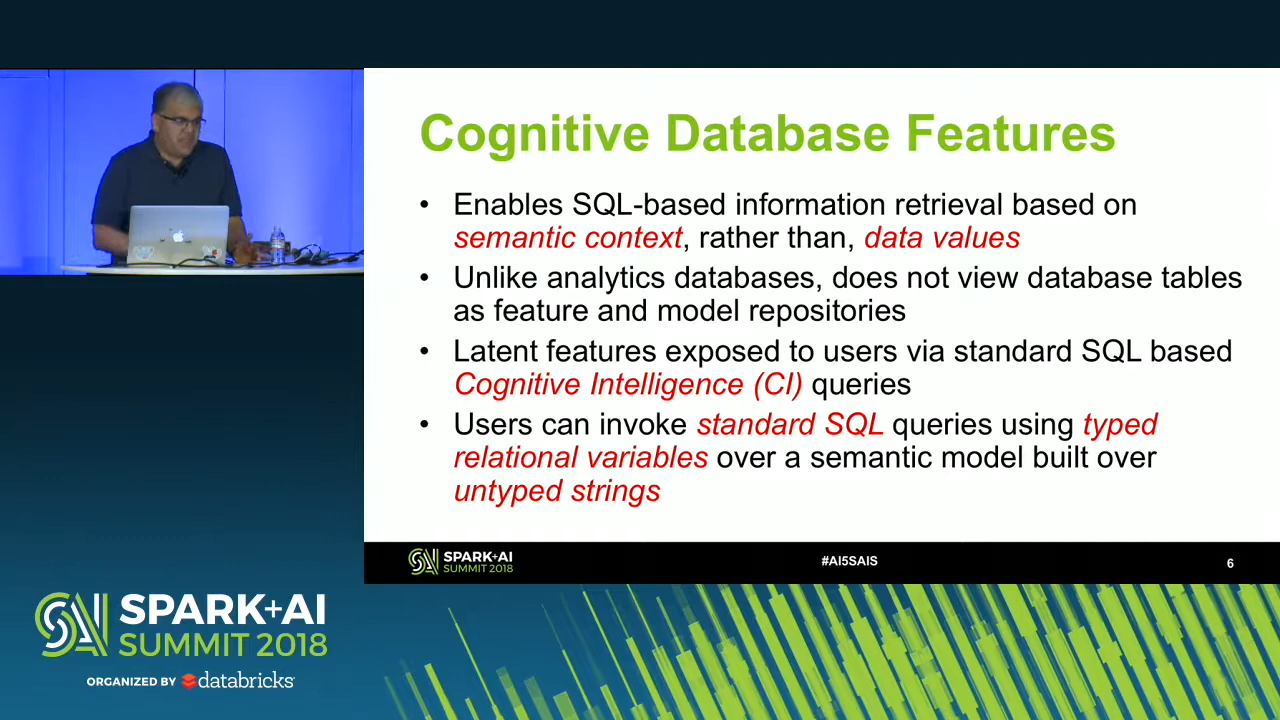 Cognitive Database Features
• Enables SQL-based information retrieval based on
semantic context, rather than, data values
• Unlike analytics databases, does not view database tables
as feature and model repositories
• Latent features exposed to users via standard SQL based
Cognitive Intelligence (CI) queries
• Users can invoke standard SQL queries using typed
relational variables over a semantic model built over
untyped strings
SPARK+AI
SUMMIT 2018
#AI5SAIS
6
SPARK+AI
SUMMIT 2018
ORGANIZED BY databricks